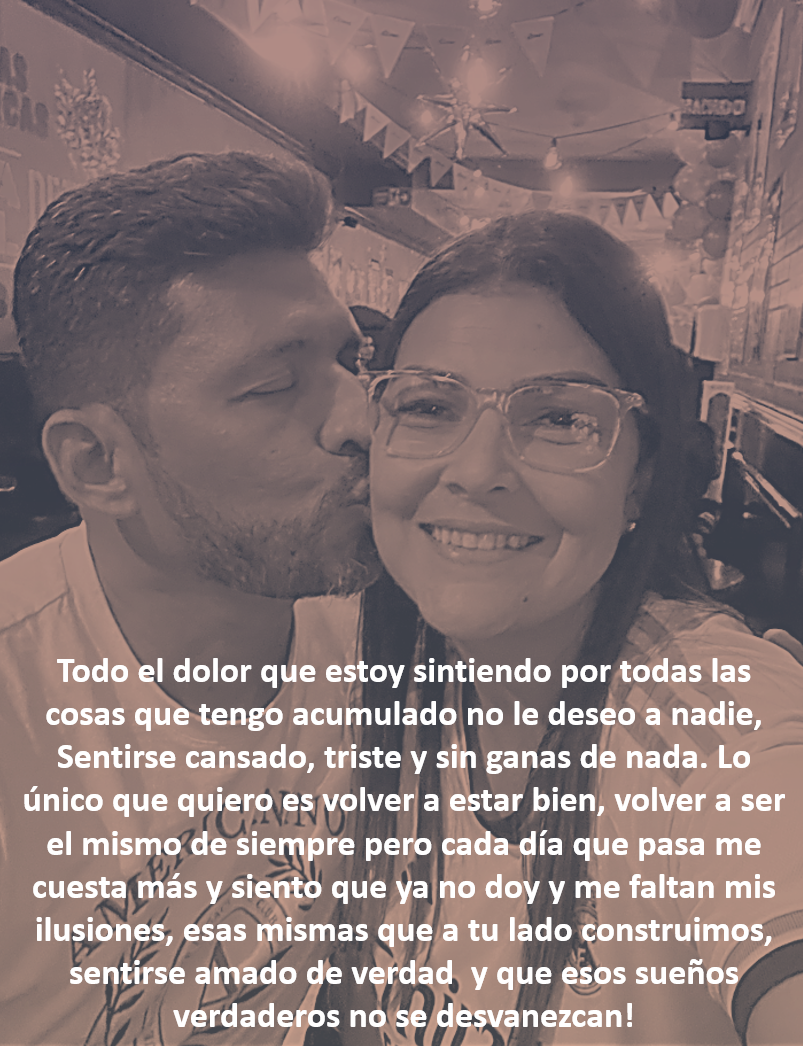 AS
CAS
MACHIDO
Todo el dolor que estoy sintiendo por todas las
cosas que tengo acumulado no le deseo a nadie,
Sentirse cansado, triste y sin ganas de nada. Lo
único que quiero es volver a estar bien, volver a ser
el mismo de siempre pero cada día que pasa me
cuesta más y siento que ya no doy y me faltan mis
ilusiones, esas mismas que a tu lado construimos,
sentirse amado de verdad  y que esos sueños
verdaderos no se desvanezcan!